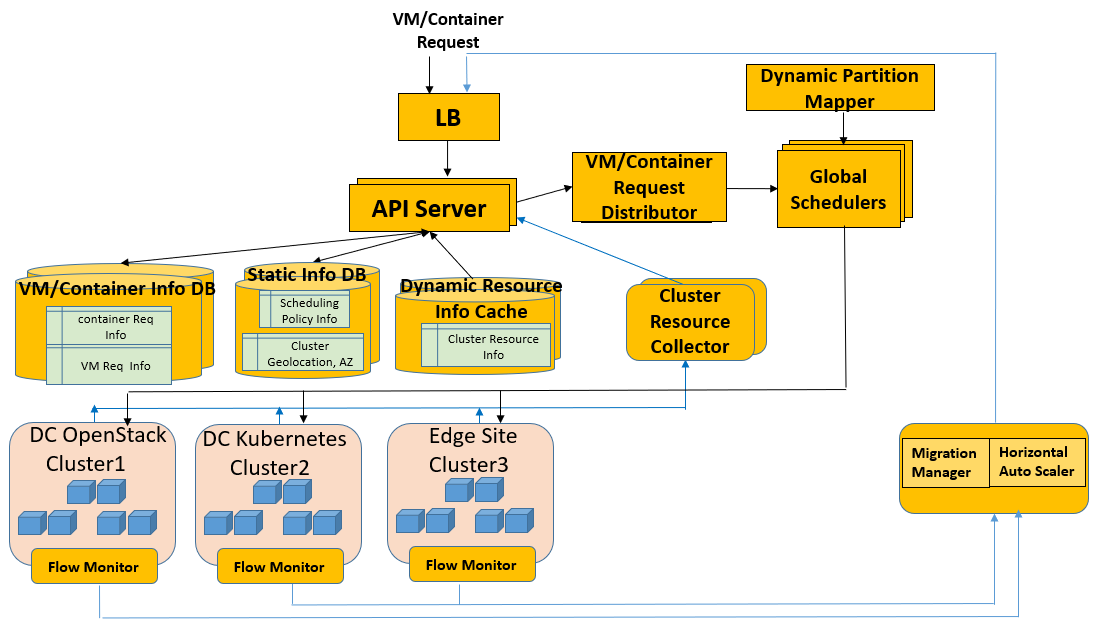 VM/Container
Request
LB
Dynamic Partition
Mapper
API Server
VM/Container
Request
Distributor
Global
Schedulers
VM/Container Info DB
container Req
Info
VM Req Info
Static Info DB
Scheduling
Policy Info
Cluster
Geolocation, AZ
Dynamic Resource
Info Cache
Cluster Resource
Info
Cluster
Resource
Collector
DC OpenStack
Cluster1
Flow Monitor
DC Kubernetes
Cluster2
Flow Monitor
Edge Site
Cluster3
Flow Monitor
Migration
Manager
Horizontal
Auto Scaler